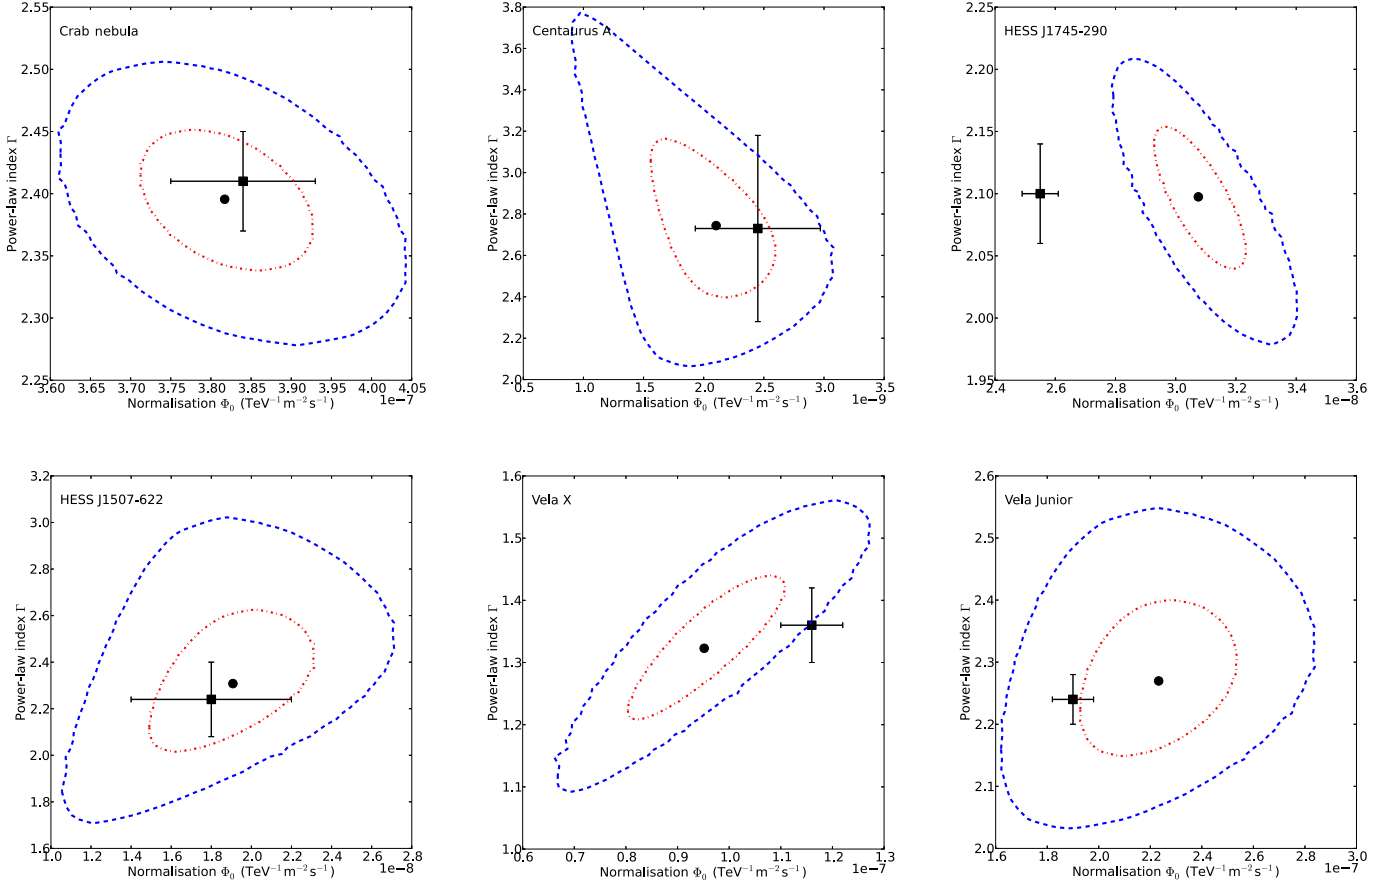 2.55
2.50
2.45
2.40
2.35
2.30
2.25
Power-law index Γ
Crab nebula
3.60 3.65 3.70 3.75 3.80 3.85 3.90 3.95 4.00 4.05
Normalisation Φ₀ (TeV⁻¹m⁻²s⁻¹) 1e−7
3.8
3.6
3.4
3.2
3.0
2.8
2.6
2.4
2.2
2.0
Power-law index Γ
Centaurus A
0.5 1.0 1.5 2.0 2.5 3.0 3.5
Normalisation Φ₀ (TeV⁻¹m⁻²s⁻¹) 1e−9
2.25
2.20
2.15
2.10
2.05
2.00
1.95
Power-law index Γ
HESS J1745-290
2.4 2.6 2.8 3.0 3.2 3.4 3.6
Normalisation Φ₀ (TeV⁻¹m⁻²s⁻¹) 1e−8
3.2
3.0
2.8
2.6
2.4
2.2
2.0
1.8
1.6
Power-law index Γ
HESS J1507-622
1.0 1.2 1.4 1.6 1.8 2.0 2.2 2.4 2.6 2.8
Normalisation Φ₀ (TeV⁻¹m⁻²s⁻¹) 1e−8
1.6
1.5
1.4
1.3
1.2
1.1
1.0
Power-law index Γ
Vela X
0.6 0.7 0.8 0.9 1.0 1.1 1.2 1.3
Normalisation Φ₀ (TeV⁻¹m⁻²s⁻¹) 1e−7
2.6
2.5
2.4
2.3
2.2
2.1
2.0
Power-law index Γ
Vela Junior
1.6 1.8 2.0 2.2 2.4 2.6 2.8 3.0
Normalisation Φ₀ (TeV⁻¹m⁻²s⁻¹) 1e−7